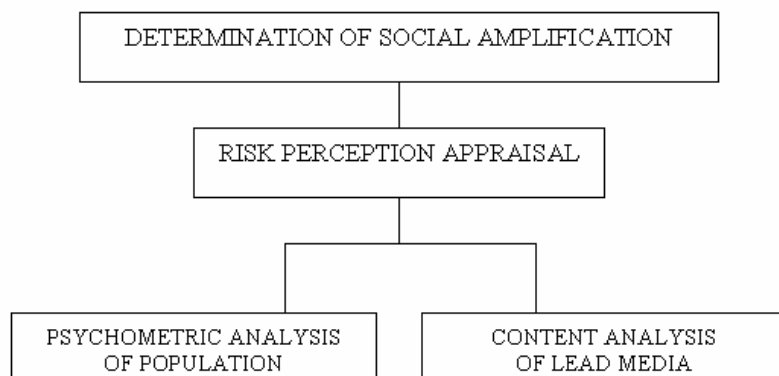 DETERMINATION OF SOCIAL AMPLIFICATION
RISK PERCEPTION APPRAISAL
PSYCHOMETRIC ANALYSIS
OF POPULATION
CONTENT ANALYSIS
OF LEAD MEDIA